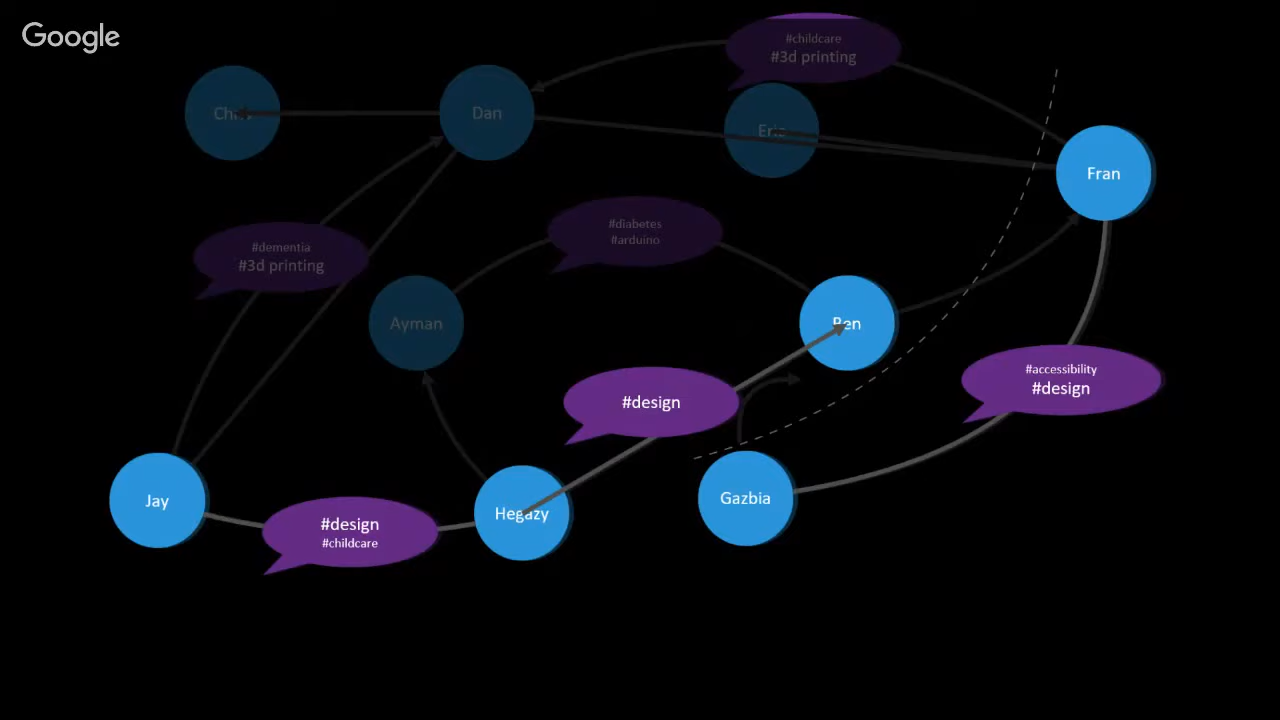 Google
#childcare
#3d printing
Dan
Fran
#diabetes
#arduino
#dementia
#3d printing
Ayman
Ben
#accessibility
#design
#design
Jay
Hegazy
Gazbia
#design
#childcare